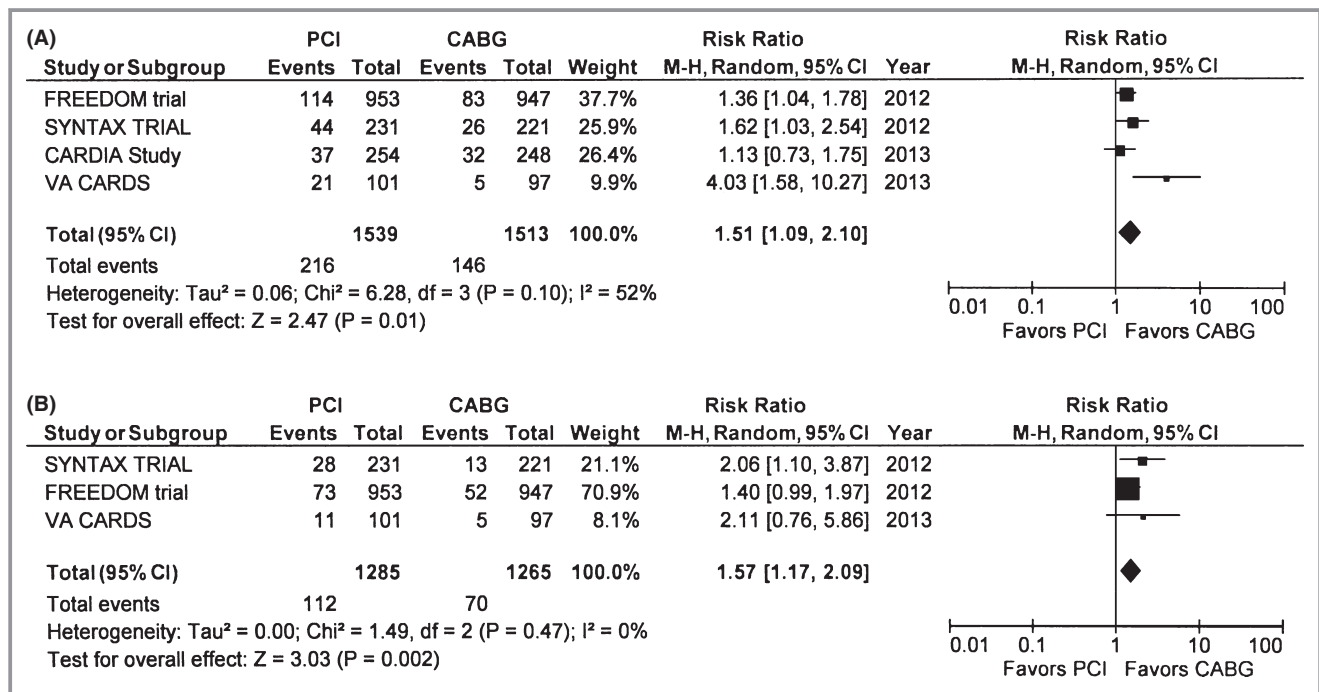 (A)
PCI CABG Risk Ratio Risk Ratio
Study or Subgroup Events Total Events Total Weight M-H, Random, 95% CI Year M-H, Random, 95% CI
FREEDOM trial 114 953 83 947 37.7% 1.36 [1.04, 1.78] 2012
SYNTAX TRIAL 44 231 26 221 25.9% 1.62 [1.03, 2.54] 2012
CARDIA Study 37 254 32 248 26.4% 1.13 [0.73, 1.75] 2013
VA CARDS 21 101 5 97 9.9% 4.03 [1.58, 10.27] 2013
Total (95% CI) 1539 1513 100.0% 1.51 [1.09, 2.10]
Total events 216 146
Heterogeneity: Tau² = 0.06; Chi² = 6.28, df = 3 (P = 0.10); I² = 52%
Test for overall effect: Z = 2.47 (P = 0.01)
0.01 0.1 1 10 100
Favors PCI Favors CABG
(B)
PCI CABG Risk Ratio Risk Ratio
Study or Subgroup Events Total Events Total Weight M-H, Random, 95% CI Year M-H, Random, 95% CI
SYNTAX TRIAL 28 231 13 221 21.1% 2.06 [1.10, 3.87] 2012
FREEDOM trial 73 953 52 947 70.9% 1.40 [0.99, 1.97] 2012
VA CARDS 11 101 5 97 8.1% 2.11 [0.76, 5.86] 2013
Total (95% CI) 1285 1265 100.0% 1.57 [1.17, 2.09]
Total events 112 70
Heterogeneity: Tau² = 0.00; Chi² = 1.49, df = 2 (P = 0.47); I² = 0%
Test for overall effect: Z = 3.03 (P = 0.002)
0.01 0.1 1 10 100
Favors PCI Favors CABG